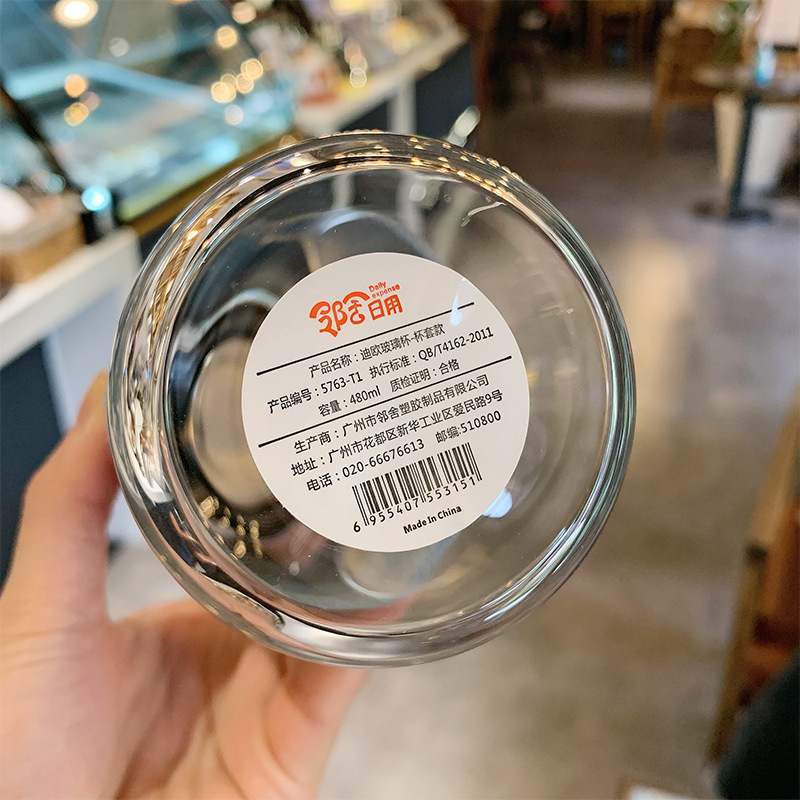 邻舍日用 Daily expense
产品名称：迪欧玻璃杯-杯套款
产品编号：5763-T1 执行标准：QB/T4162-2011
容量：480ml 质检证明：合格
生产商：广州市邻舍塑胶制品有限公司
地址：广州市花都区新华工业区爱民路9号
电话：020-66676613 邮编:510800
6 955407 553151
Made In China